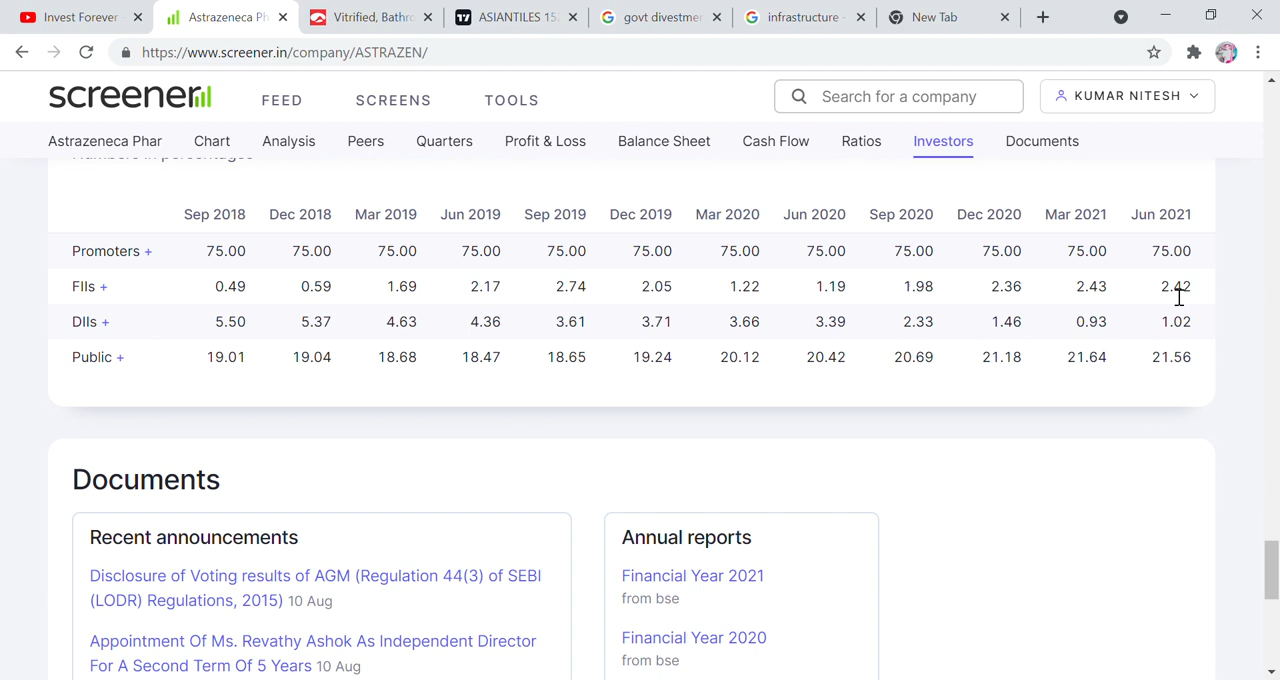 Invest Forever -
Astrazeneca Ph
Vitrified, Bathro
ASIANTILES 152
govt divestmen
infrastructure -
New Tab
https://www.screener.in/company/ASTRAZEN/
screener
FEED
SCREENS
TOOLS
Search for a company
KUMAR NITESH
Astrazeneca Phar Chart Analysis Peers Quarters Profit & Loss Balance Sheet Cash Flow Ratios Investors Documents
Numbers in percentages
Sep 2018 Dec 2018 Mar 2019 Jun 2019 Sep 2019 Dec 2019 Mar 2020 Jun 2020 Sep 2020 Dec 2020 Mar 2021 Jun 2021
Promoters + 75.00 75.00 75.00 75.00 75.00 75.00 75.00 75.00 75.00 75.00 75.00 75.00
FIIs + 0.49 0.59 1.69 2.17 2.74 2.05 1.22 1.19 1.98 2.36 2.43 2.42
DIIs + 5.50 5.37 4.63 4.36 3.61 3.71 3.66 3.39 2.33 1.46 0.93 1.02
Public + 19.01 19.04 18.68 18.47 18.65 19.24 20.12 20.42 20.69 21.18 21.64 21.56
Documents
Recent announcements
Disclosure of Voting results of AGM (Regulation 44(3) of SEBI
(LODR) Regulations, 2015) 10 Aug
Appointment Of Ms. Revathy Ashok As Independent Director
For A Second Term Of 5 Years 10 Aug
Annual reports
Financial Year 2021
from bse
Financial Year 2020
from bse